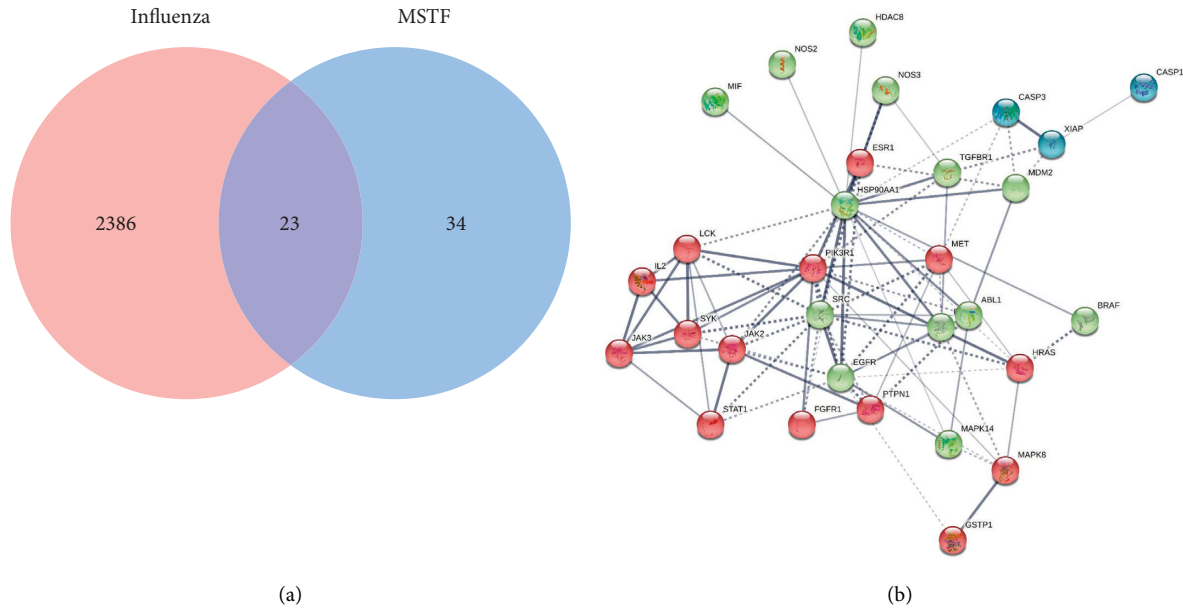 Influenza
MSTF
2386
23
34
(a)
HDAC8
NOS2
MIF
NOS3
CASP1
CASP3
XIAP
ESR1
TGFBR1
MDM2
HSP90AA1
LCK
IL2
PIK3R1
MET
SRC
ABL1
BRAF
SYK
JAK2
JAK3
EGFR
HRAS
STAT1
FGFR1
PTPN1
MAPK14
MAPK8
GSTP1
(b)